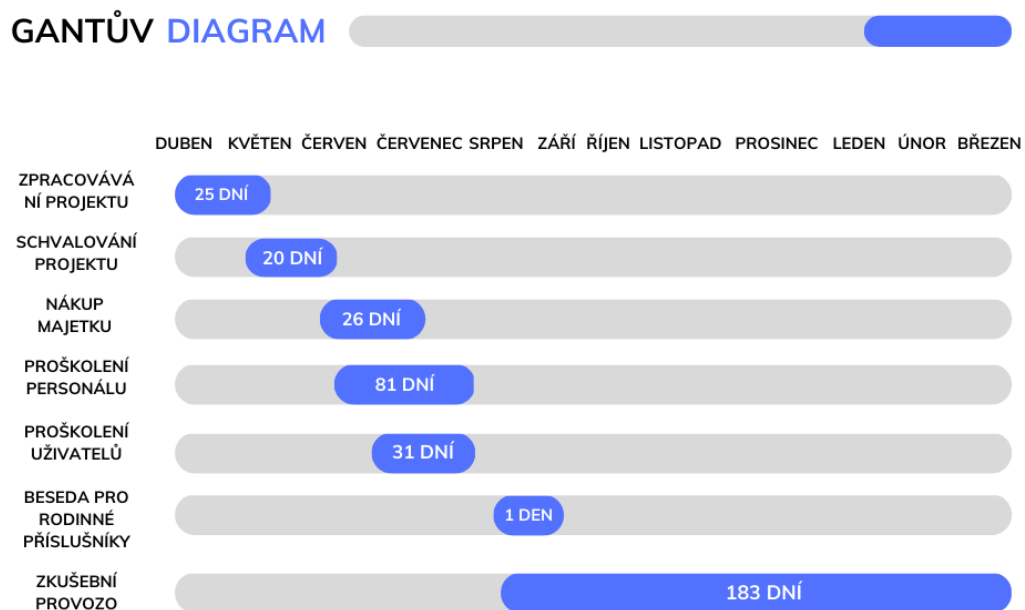 GANTŮV DIAGRAM
DUBEN KVĚTEN ČERVEN ČERVENEC SRPEN ZÁŘÍ ŘÍJEN LISTOPAD PROSINEC LEDEN ÚNOR BŘEZEN
ZPRACOVÁVÁ
NÍ PROJEKTU
25 DNÍ
SCHVALOVÁNÍ
PROJEKTU
20 DNÍ
NÁKUP
MAJETKU
26 DNÍ
PROŠKOLENÍ
PERSONÁLU
81 DNÍ
PROŠKOLENÍ
UŽIVATELŮ
31 DNÍ
BESEDA PRO
RODINNÉ
PŘÍSLUŠNÍKY
1 DEN
ZKUŠEBNÍ
PROVOZO
183 DNÍ